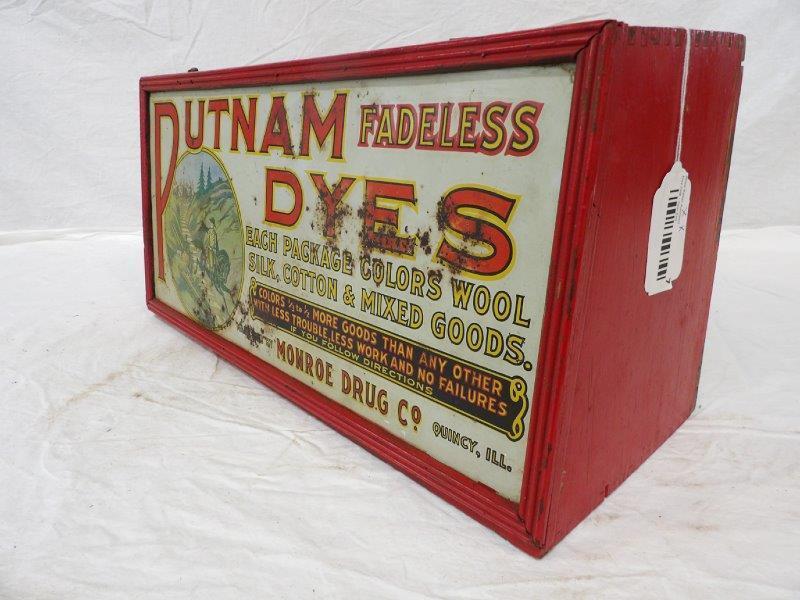 PUTNAM FADELESS
DYES
EACH PACKAGE COLORS WOOL
SILK, COTTON & MIXED GOODS.
COLORS 1/3 to 1/2 MORE GOODS THAN ANY OTHER
WITH LESS TROUBLE, LESS WORK AND NO FAILURES
IF YOU FOLLOW DIRECTIONS
MONROE DRUG CO
QUINCY, ILL.